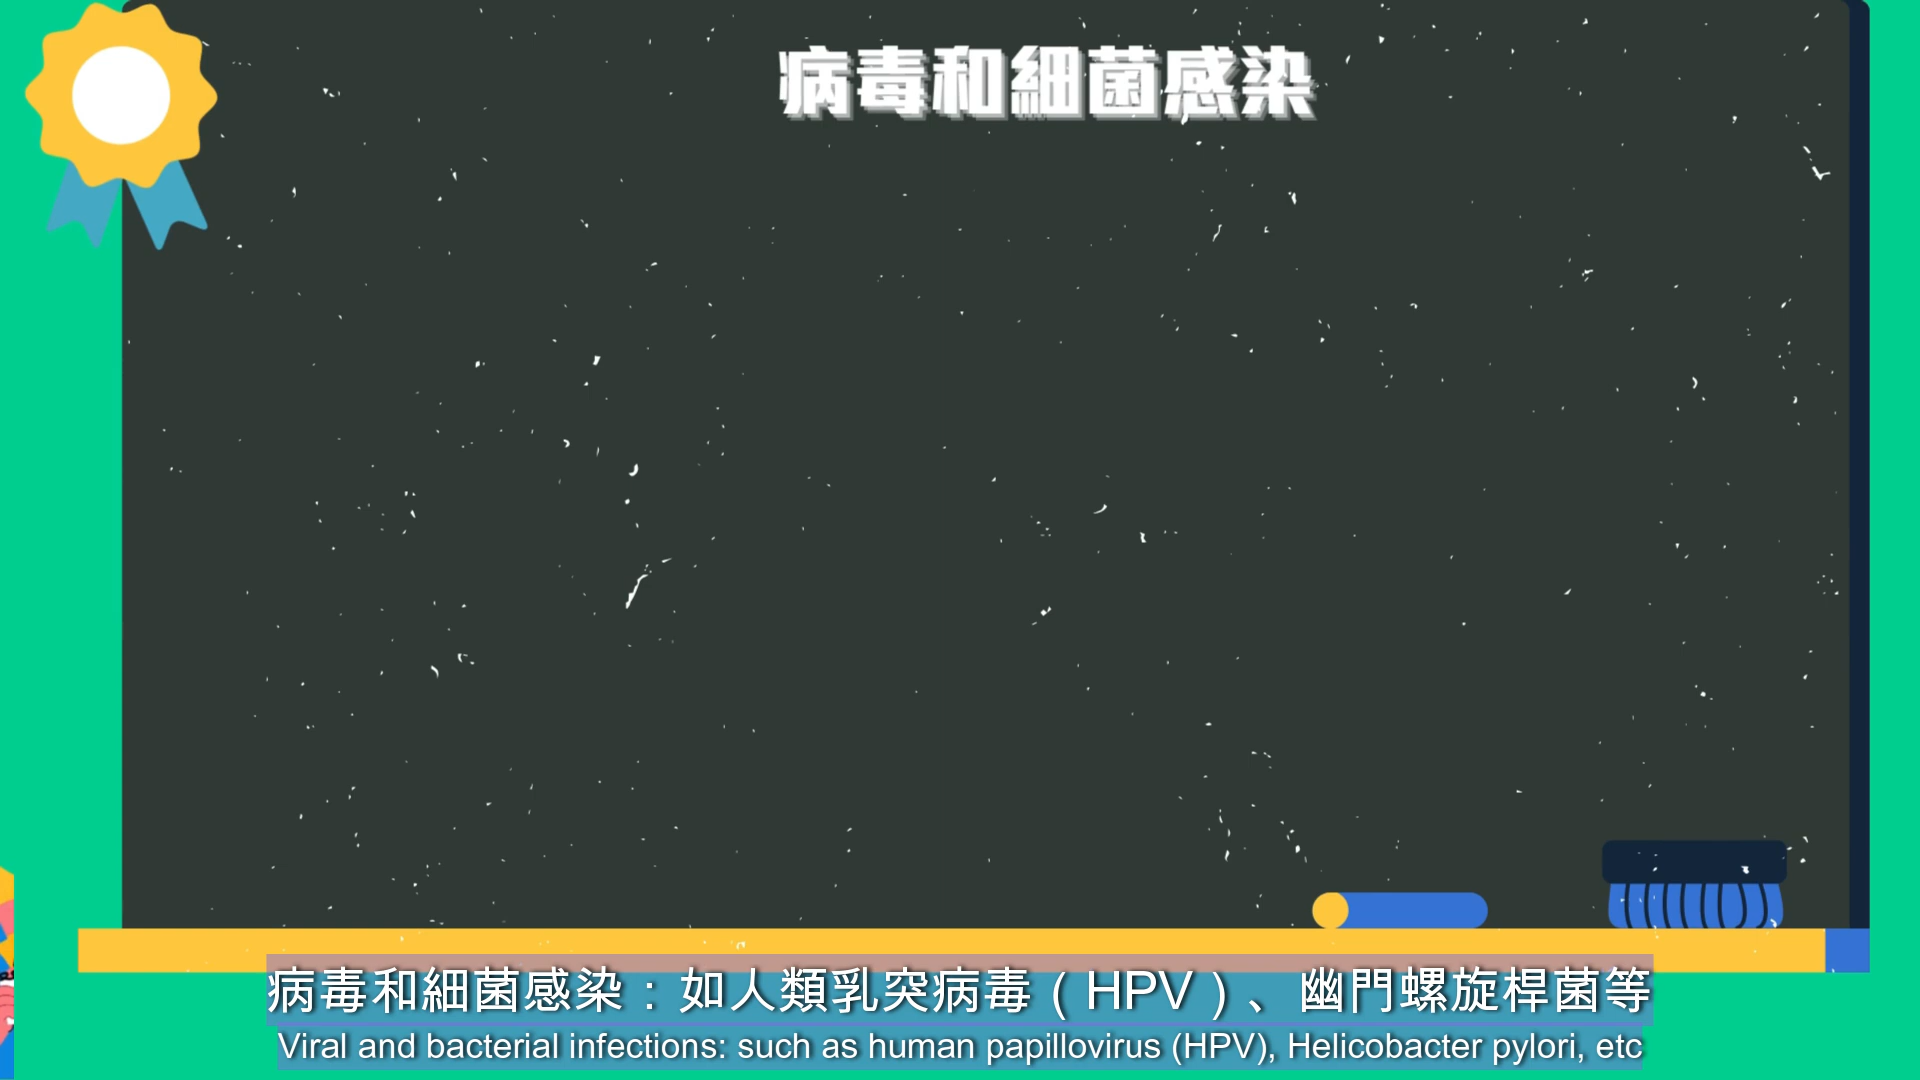 病毒和細菌感染
病毒和細菌感染：如人類乳突病毒（HPV）、幽門螺旋桿菌等
Viral and bacterial infections: such as human papillovirus (HPV), Helicobacter pylori, etc